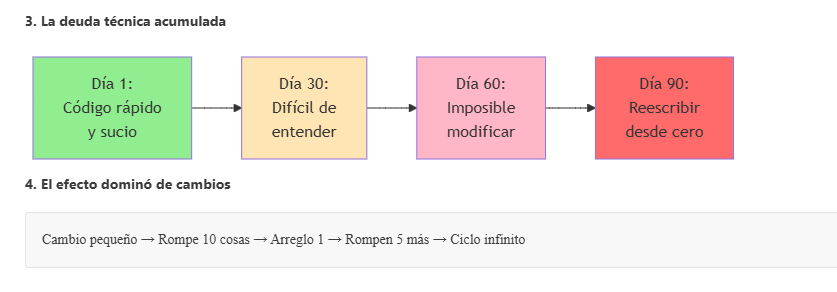 3. La deuda técnica acumulada
Día 1:
Código rápido
y sucio
Día 30:
Difícil de
entender
Día 60:
Imposible
modificar
Día 90:
Reescribir
desde cero
4. El efecto dominó de cambios
Cambio pequeño → Rompe 10 cosas → Arreglo 1 → Rompen 5 más → Ciclo infinito